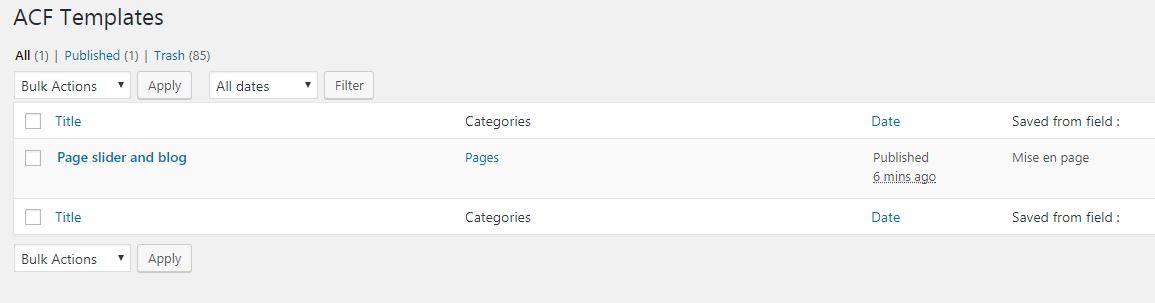 ACF Templates
All (1) | Published (1) | Trash (85)
Bulk Actions Apply All dates Filter
Title Categories Date Saved from field :
Page slider and blog Pages Published Mise en page
6 mins ago
Title Categories Date Saved from field :
Bulk Actions Apply